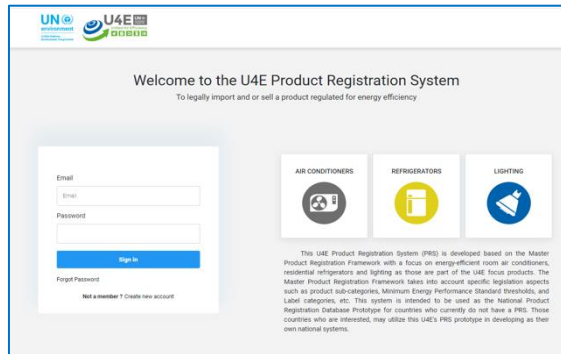 UN
environment
U4E
Welcome to the U4E Product Registration System
To legally import and or sell a product regulated for energy efficiency
Email
Email
Password
Sign In
Forgot Password
Not a member ? Create new account
AIR CONDITIONERS
REFRIGERATORS
LIGHTING
This U4E Product Registration System (PRS) is developed based on the Master
Product Registration Framework with a focus on energy-efficient room air conditioners,
residential refrigerators and lighting as those are part of the U4E focus products. The
Master Product Registration Framework takes into account specific legislation aspects
such as product sub-categories, Minimum Energy Performance Standard thresholds, and
Label categories, etc. This system is intended to be used as the National Product
Registration Database Prototype for countries who currently do not have a PRS. Those
countries who are interested, may utilize this U4E's PRS prototype in developing as their
own national systems.